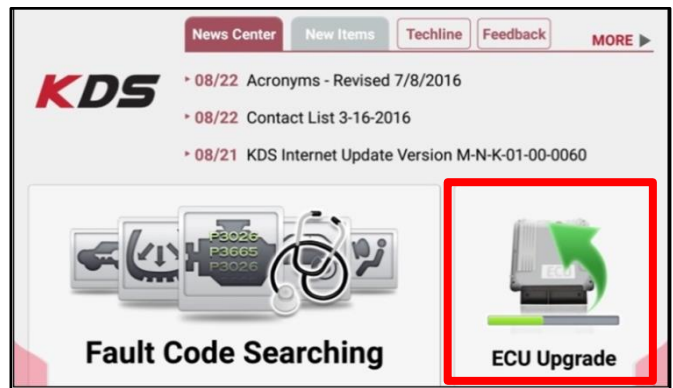 News Center New Items Techline Feedback MORE
KDS
08/22 Acronyms - Revised 7/8/2016
08/22 Contact List 3-16-2016
08/21 KDS Internet Update Version M-N-K-01-00-0060
P3026
P3665
P3026
ECU
Fault Code Searching
ECU Upgrade